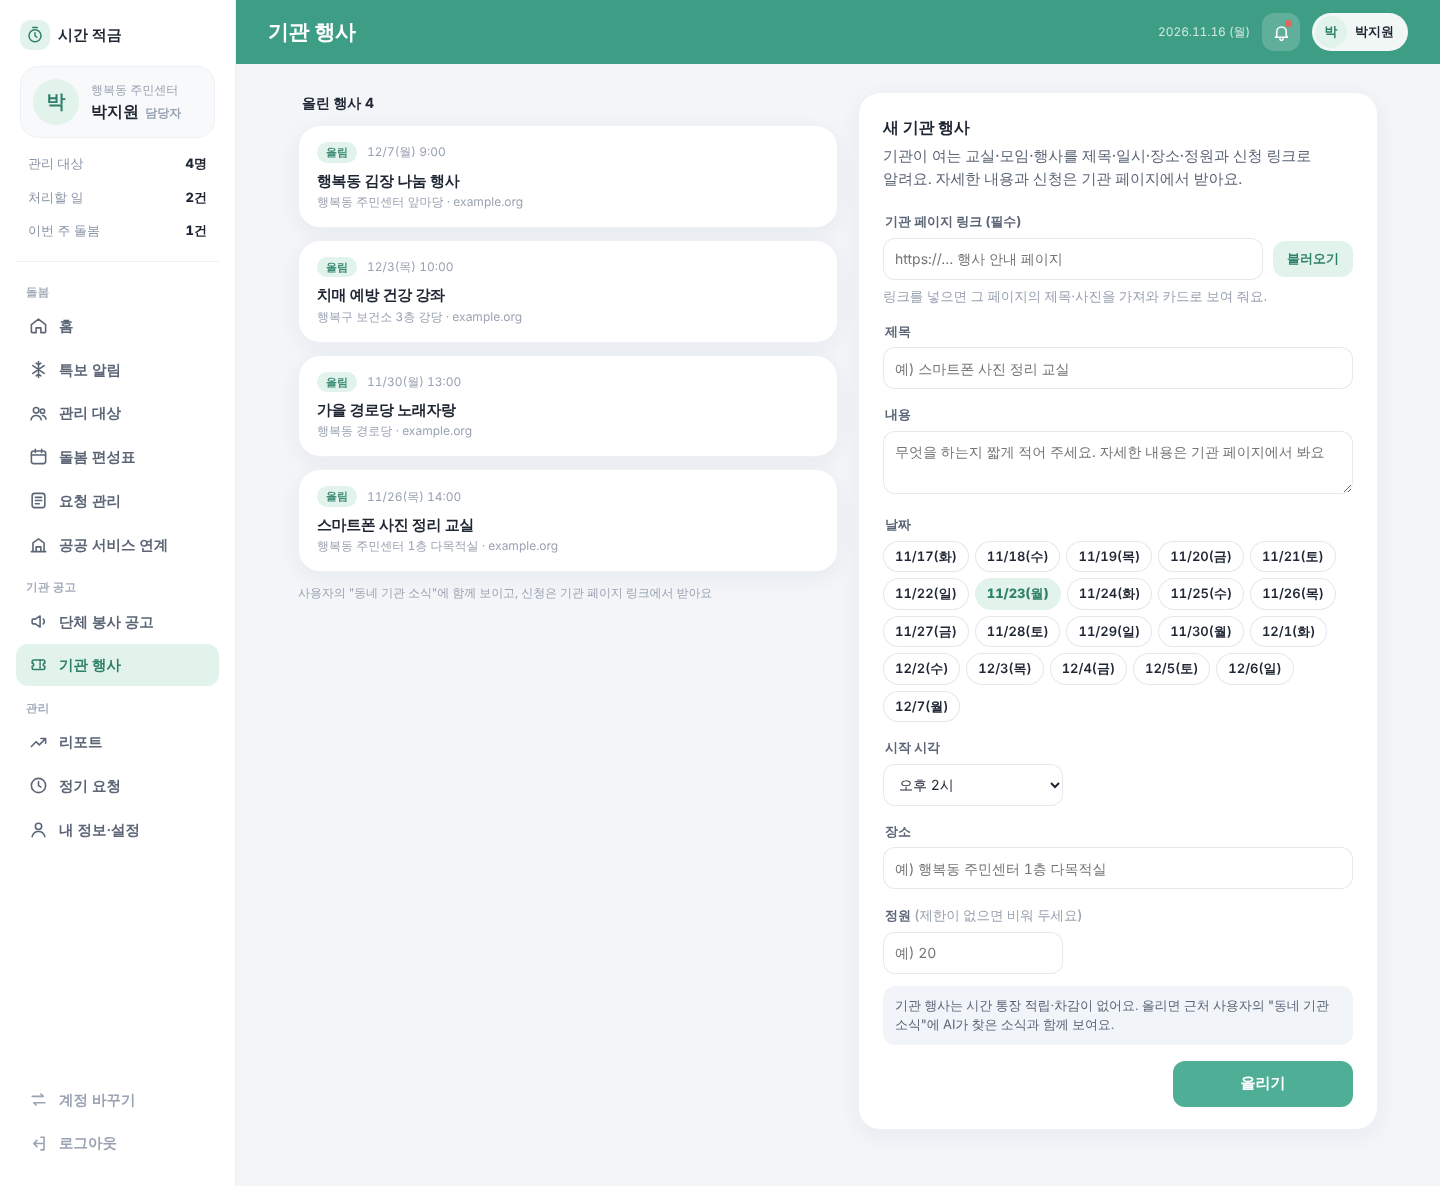 시간 적금
박
행복동 주민센터
박지원 담당자
관리 대상 4명
처리할 일 2건
이번 주 돌봄 1건
돌봄
홈
특보 알림
관리 대상
돌봄 편성표
요청 관리
공공 서비스 연계
기관 공고
단체 봉사 공고
기관 행사
관리
리포트
정기 요청
내 정보·설정
계정 바꾸기
로그아웃
기관 행사
2026.11.16 (월)
박 박지원
올린 행사 4
올림 12/7(월) 9:00
행복동 김장 나눔 행사
행복동 주민센터 앞마당 · example.org
올림 12/3(목) 10:00
치매 예방 건강 강좌
행복구 보건소 3층 강당 · example.org
올림 11/30(월) 13:00
가을 경로당 노래자랑
행복동 경로당 · example.org
올림 11/26(목) 14:00
스마트폰 사진 정리 교실
행복동 주민센터 1층 다목적실 · example.org
사용자의 "동네 기관 소식"에 함께 보이고, 신청은 기관 페이지 링크에서 받아요
새 기관 행사
기관이 여는 교실·모임·행사를 제목·일시·장소·정원과 신청 링크로
알려요. 자세한 내용과 신청은 기관 페이지에서 받아요.
기관 페이지 링크 (필수)
https://... 행사 안내 페이지
불러오기
링크를 넣으면 그 페이지의 제목·사진을 가져와 카드로 보여 줘요.
제목
예) 스마트폰 사진 정리 교실
내용
무엇을 하는지 짧게 적어 주세요. 자세한 내용은 기관 페이지에서 봐요
날짜
11/17(화) 11/18(수) 11/19(목) 11/20(금) 11/21(토)
11/22(일) 11/23(월) 11/24(화) 11/25(수) 11/26(목)
11/27(금) 11/28(토) 11/29(일) 11/30(월) 12/1(화)
12/2(수) 12/3(목) 12/4(금) 12/5(토) 12/6(일)
12/7(월)
시작 시각
오후 2시
장소
예) 행복동 주민센터 1층 다목적실
정원 (제한이 없으면 비워 두세요)
예) 20
기관 행사는 시간 통장 적립·차감이 없어요. 올리면 근처 사용자의 "동네 기관
소식"에 AI가 찾은 소식과 함께 보여요.
올리기